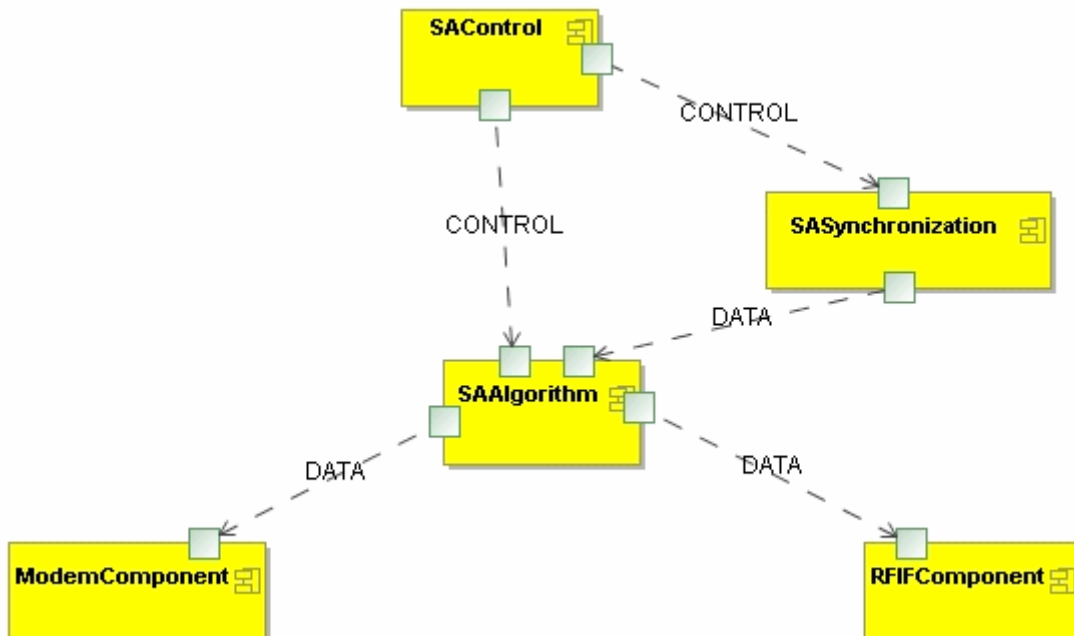 SAControl
CONTROL
SASynchronization
CONTROL
DATA
SAAlgorithm
DATA
DATA
ModemComponent
RFIFComponent